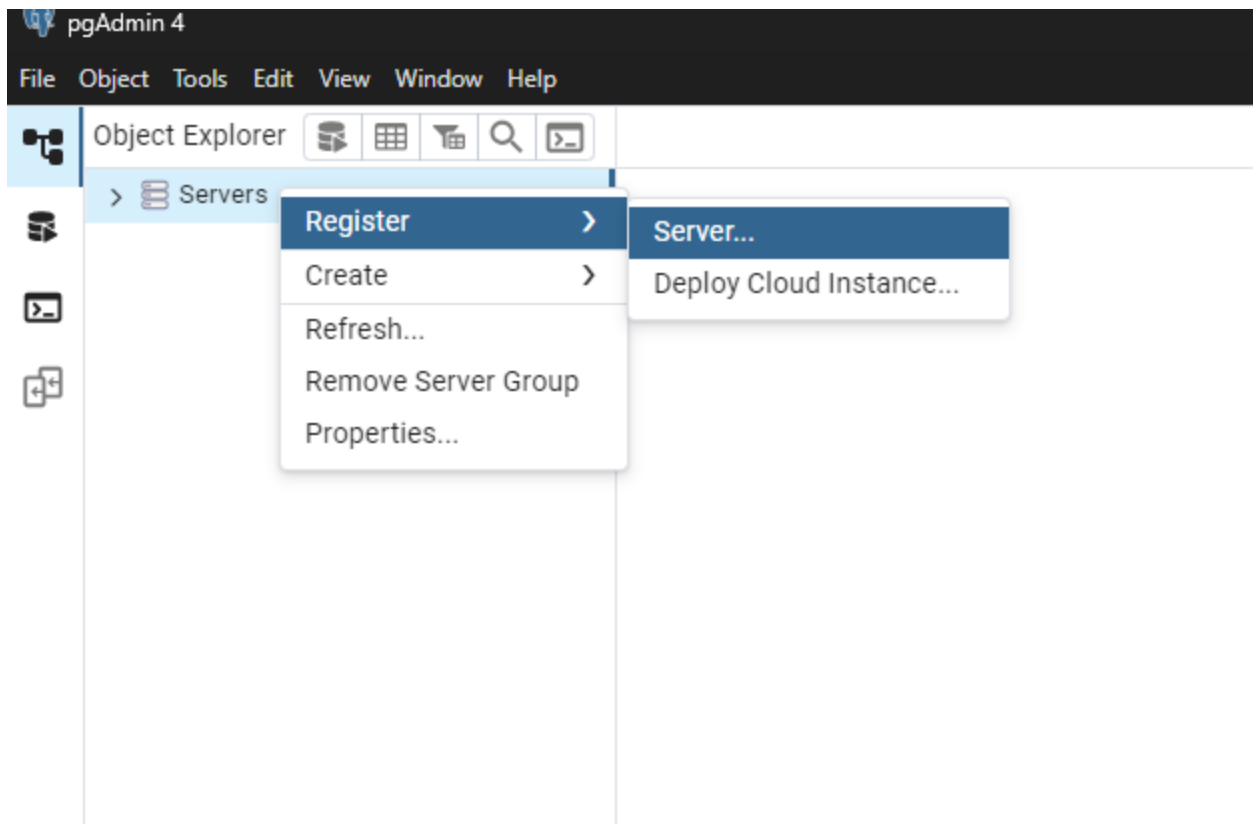 pgAdmin 4
File Object Tools Edit View Window Help
Object Explorer
Servers
Register
Create
Refresh...
Remove Server Group
Properties...
Server...
Deploy Cloud Instance...